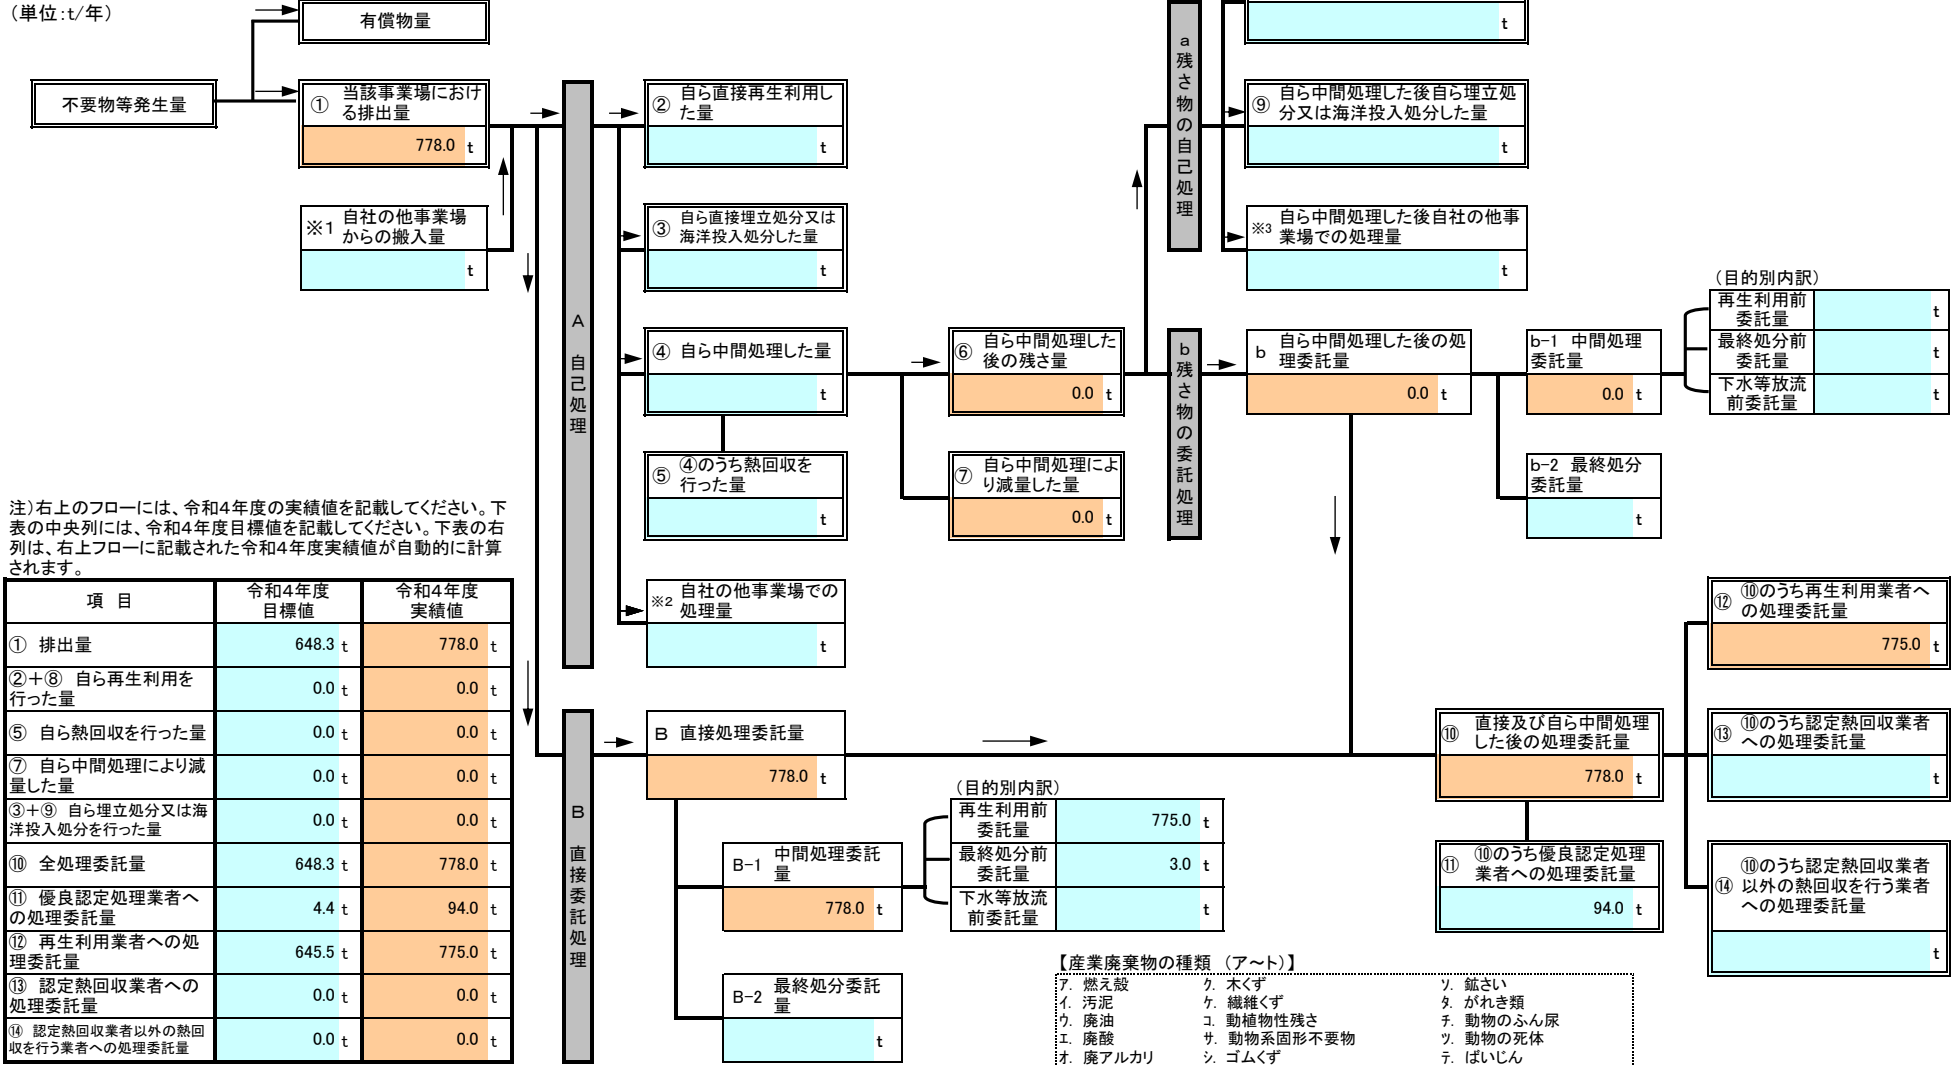 （単位:t/年）
有償物量
不要物等発生量
① 当該事業場におけ
る排出量
778.0 t
※1 自社の他事業場
からの搬入量
t
A 自己処理
② 自ら直接再生利用し
た量
t
③ 自ら直接埋立処分又は
海洋投入処分した量
t
④ 自ら中間処理した量
t
⑤ ④のうち熱回収を
行った量
t
※2 自社の他事業場での
処理量
t
⑥ 自ら中間処理した
後の残さ量
0.0 t
⑦ 自ら中間処理によ
り減量した量
0.0 t
a 残さ物の自己処理
t
⑨ 自ら中間処理した後自ら埋立処
分又は海洋投入処分した量
t
※3 自ら中間処理した後自社の他事
業場での処理量
t
b 残さ物の委託処理
b 自ら中間処理した後の処
理委託量
0.0 t
b-1 中間処理
委託量
0.0 t
b-2 最終処分
委託量
t
（目的別内訳）
再生利用前
委託量 t
最終処分前
委託量 t
下水等放流
前委託量 t
注）右上のフローには、令和4年度の実績値を記載してください。下
表の中央列には、令和4年度目標値を記載してください。下表の右
列は、右上フローに記載された令和4年度実績値が自動的に計算
されます。
項 目 令和4年度
目標値 令和4年度
実績値
① 排出量 648.3 t 778.0 t
②＋⑧ 自ら再生利用を
行った量 0.0 t 0.0 t
⑤ 自ら熱回収を行った量 0.0 t 0.0 t
⑦ 自ら中間処理により減
量した量 0.0 t 0.0 t
③＋⑨ 自ら埋立処分又は海
洋投入処分を行った量 0.0 t 0.0 t
⑩ 全処理委託量 648.3 t 778.0 t
⑪ 優良認定処理業者へ
の処理委託量 4.4 t 94.0 t
⑫ 再生利用業者への処
理委託量 645.5 t 775.0 t
⑬ 認定熱回収業者への
処理委託量 0.0 t 0.0 t
⑭ 認定熱回収業者以外の熱回
収を行う業者への処理委託量 0.0 t 0.0 t
B 直接委託処理
B 直接処理委託量
778.0 t
B-1 中間処理委託
量
778.0 t
B-2 最終処分委託
量
t
（目的別内訳）
再生利用前
委託量 775.0 t
最終処分前
委託量 3.0 t
下水等放流
前委託量 t
⑩ 直接及び自ら中間処理
した後の処理委託量
778.0 t
⑪ ⑩のうち優良認定処理
業者への処理委託量
94.0 t
⑫ ⑩のうち再生利用業者へ
の処理委託量
775.0 t
⑬ ⑩のうち認定熱回収業者
への処理委託量
t
⑭ ⑩のうち認定熱回収業者
以外の熱回収を行う業者
への処理委託量
t
【産業廃棄物の種類 （ア～ト）】
ア. 燃え殻 ク. 木くず ソ. 鉱さい
イ. 汚泥 ケ. 繊維くず タ. がれき類
ウ. 廃油 コ. 動植物性残さ チ. 動物のふん尿
エ. 廃酸 サ. 動物系固形不要物 ツ. 動物の死体
オ. 廃アルカリ シ. ゴムくず テ. ばいじん